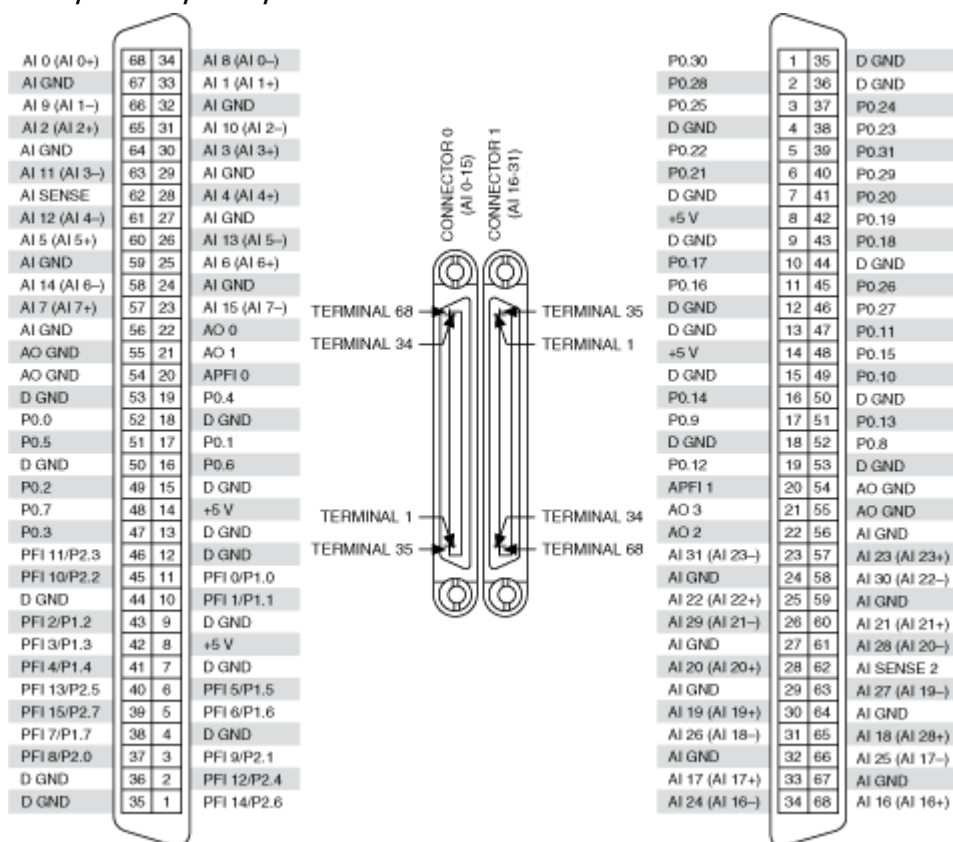 AI 0 (AI 0+) 68 34 AI 8 (AI 0–)
AI GND 67 33 AI 1 (AI 1+)
AI 9 (AI 1–) 66 32 AI GND
AI 2 (AI 2+) 65 31 AI 10 (AI 2–)
AI GND 64 30 AI 3 (AI 3+)
AI 11 (AI 3–) 63 29 AI GND
AI SENSE 62 28 AI 4 (AI 4+)
AI 12 (AI 4–) 61 27 AI GND
AI 5 (AI 5+) 60 26 AI 13 (AI 5–)
AI GND 59 25 AI 6 (AI 6+)
AI 14 (AI 6–) 58 24 AI GND
AI 7 (AI 7+) 57 23 AI 15 (AI 7–)
AI GND 56 22 AO 0
AO GND 55 21 AO 1
AO GND 54 20 APFI 0
D GND 53 19 P0.4
P0.0 52 18 D GND
P0.5 51 17 P0.1
D GND 50 16 P0.6
P0.2 49 15 D GND
P0.7 48 14 +5 V
P0.3 47 13 D GND
PFI 11/P2.3 46 12 D GND
PFI 10/P2.2 45 11 PFI 0/P1.0
D GND 44 10 PFI 1/P1.1
PFI 2/P1.2 43 9 D GND
PFI 3/P1.3 42 8 +5 V
PFI 4/P1.4 41 7 D GND
PFI 13/P2.5 40 6 PFI 5/P1.5
PFI 15/P2.7 39 5 PFI 6/P1.6
PFI 7/P1.7 38 4 D GND
PFI 8/P2.0 37 3 PFI 9/P2.1
D GND 36 2 PFI 12/P2.4
D GND 35 1 PFI 14/P2.6
CONNECTOR 0
(AI 0-15)
CONNECTOR 1
(AI 16-31)
TERMINAL 68
TERMINAL 34
TERMINAL 35
TERMINAL 1
TERMINAL 1
TERMINAL 35
TERMINAL 34
TERMINAL 68
P0.30 1 35 D GND
P0.28 2 36 D GND
P0.25 3 37 P0.24
D GND 4 38 P0.23
P0.22 5 39 P0.31
P0.21 6 40 P0.29
D GND 7 41 P0.20
+5 V 8 42 P0.19
D GND 9 43 P0.18
P0.17 10 44 D GND
P0.16 11 45 P0.26
D GND 12 46 P0.27
D GND 13 47 P0.11
+5 V 14 48 P0.15
D GND 15 49 P0.10
P0.14 16 50 D GND
P0.9 17 51 P0.13
D GND 18 52 P0.8
P0.12 19 53 D GND
APFI 1 20 54 AO GND
AO 3 21 55 AO GND
AO 2 22 56 AI GND
AI 31 (AI 23–) 23 57 AI 23 (AI 23+)
AI GND 24 58 AI 30 (AI 22–)
AI 22 (AI 22+) 25 59 AI GND
AI 29 (AI 21–) 26 60 AI 21 (AI 21+)
AI GND 27 61 AI 28 (AI 20–)
AI 20 (AI 20+) 28 62 AI SENSE 2
AI GND 29 63 AI 27 (AI 19–)
AI 19 (AI 19+) 30 64 AI GND
AI 26 (AI 18–) 31 65 AI 18 (AI 28+)
AI GND 32 66 AI 25 (AI 17–)
AI 17 (AI 17+) 33 67 AI GND
AI 24 (AI 16–) 34 68 AI 16 (AI 16+)